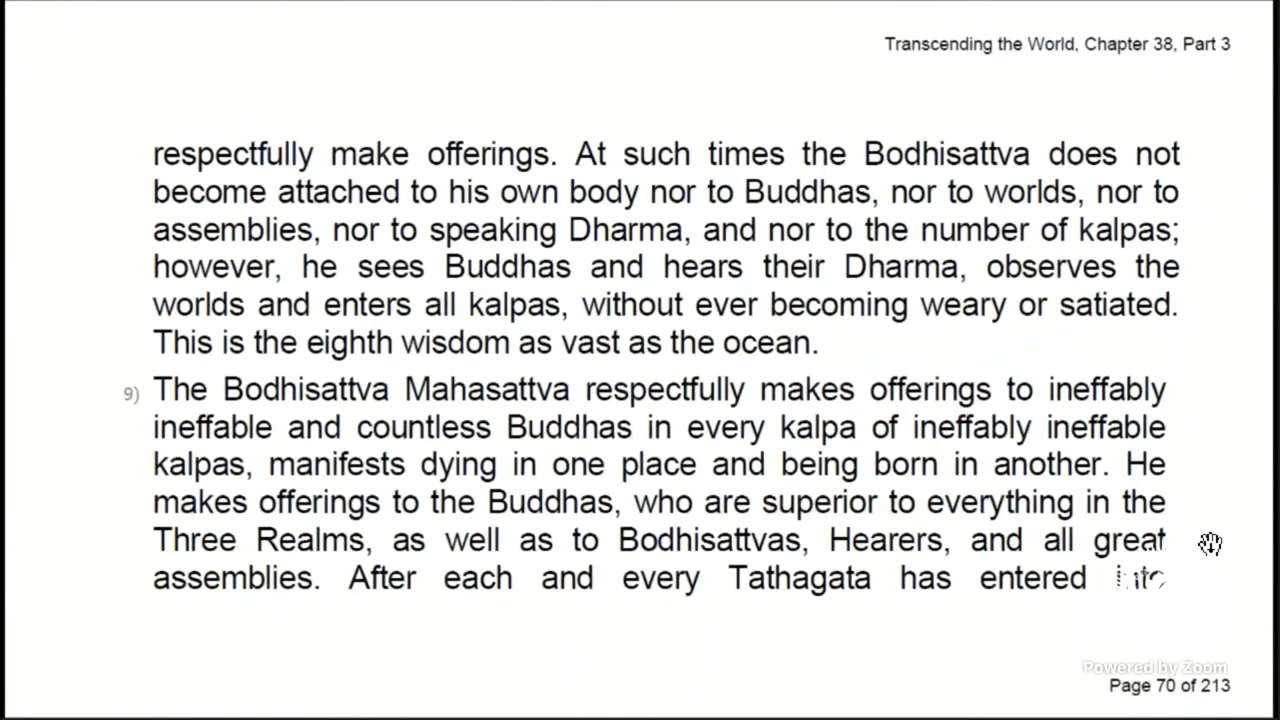 Transcending the World, Chapter 38, Part 3
respectfully make offerings. At such times the Bodhisattva does not
become attached to his own body nor to Buddhas, nor to worlds, nor to
assemblies, nor to speaking Dharma, and nor to the number of kalpas;
however, he sees Buddhas and hears their Dharma, observes the
worlds and enters all kalpas, without ever becoming weary or satiated.
This is the eighth wisdom as vast as the ocean.
9) The Bodhisattva Mahasattva respectfully makes offerings to ineffably
ineffable and countless Buddhas in every kalpa of ineffably ineffable
kalpas, manifests dying in one place and being born in another. He
makes offerings to the Buddhas, who are superior to everything in the
Three Realms, as well as to Bodhisattvas, Hearers, and all great
assemblies. After each and every Tathagata has entered into
Powered by Zoom
Page 70 of 213